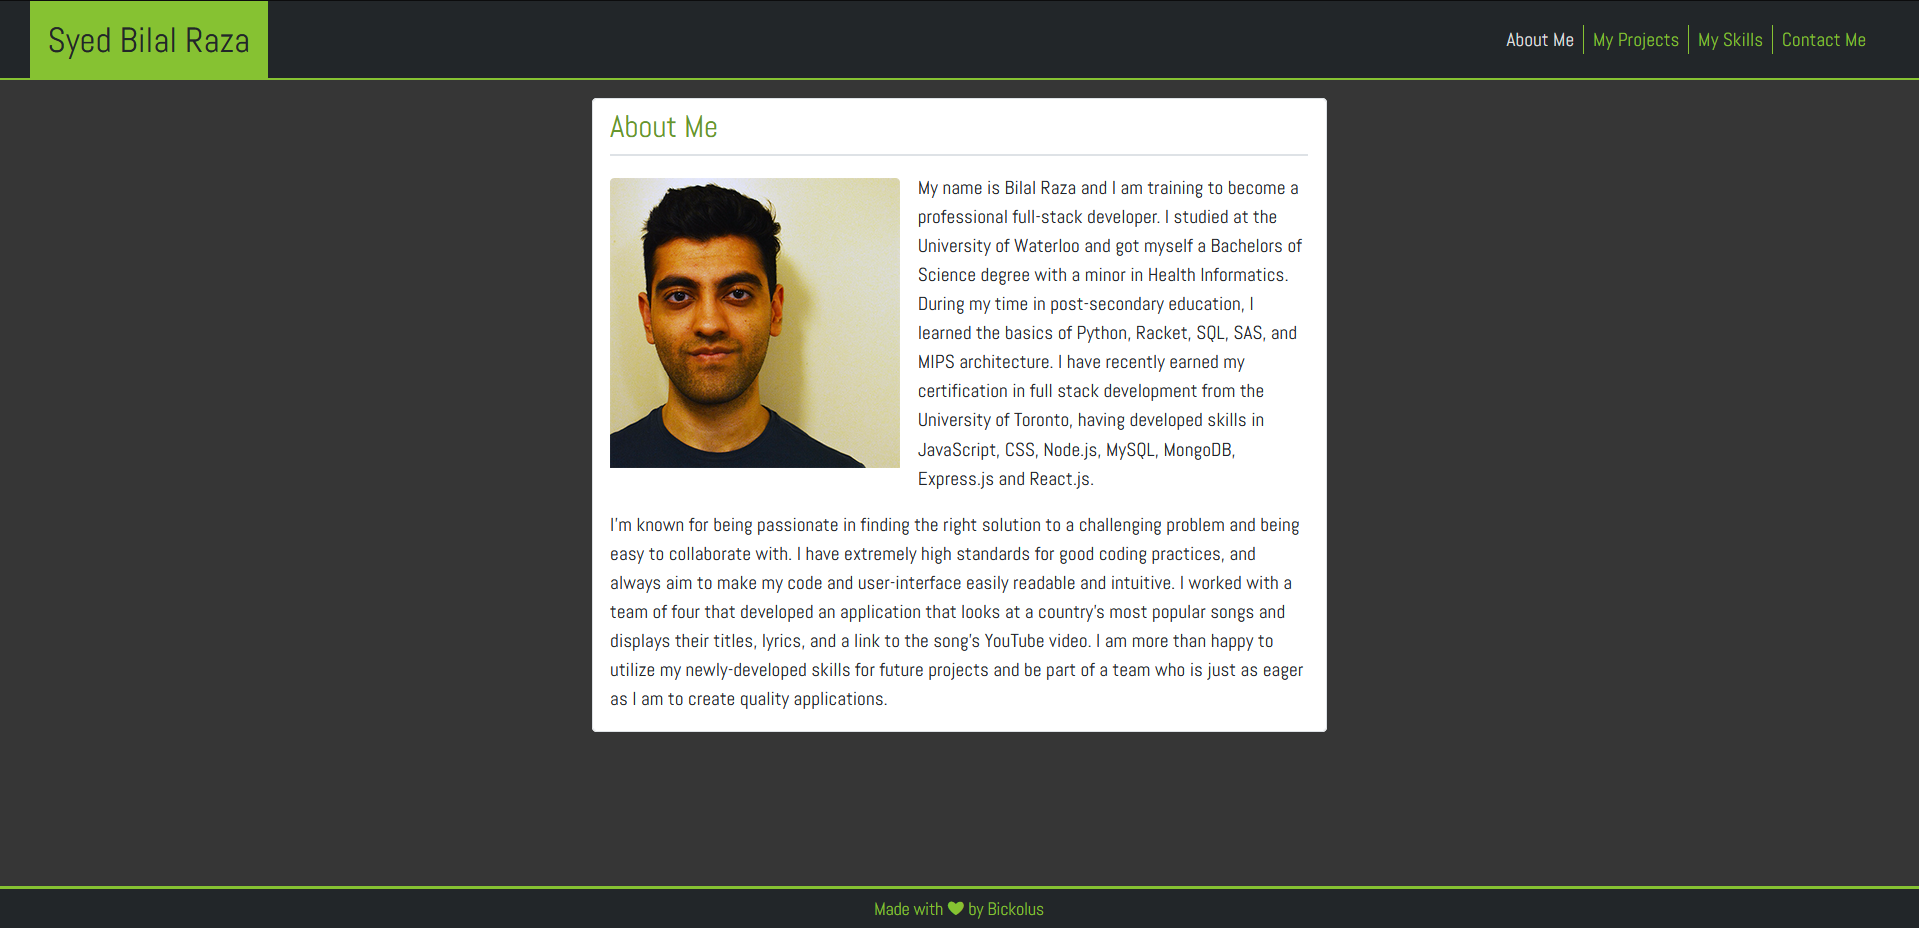 Syed Bilal Raza
About Me
My Projects
My Skills
Contact Me
About Me
My name is Bilal Raza and I am training to become a
professional full-stack developer. I studied at the
University of Waterloo and got myself a Bachelors of
Science degree with a minor in Health Informatics.
During my time in post-secondary education, I
learned the basics of Python, Racket, SQL, SAS, and
MIPS architecture. I have recently earned my
certification in full stack development from the
University of Toronto, having developed skills in
JavaScript, CSS, Node.js, MySQL, MongoDB,
Express.js and React.js.
I'm known for being passionate in finding the right solution to a challenging problem and being
easy to collaborate with. I have extremely high standards for good coding practices, and
always aim to make my code and user-interface easily readable and intuitive. I worked with a
team of four that developed an application that looks at a country's most popular songs and
displays their titles, lyrics, and a link to the song's YouTube video. I am more than happy to
utilize my newly-developed skills for future projects and be part of a team who is just as eager
as I am to create quality applications.
Made with ♥ by Bickolus